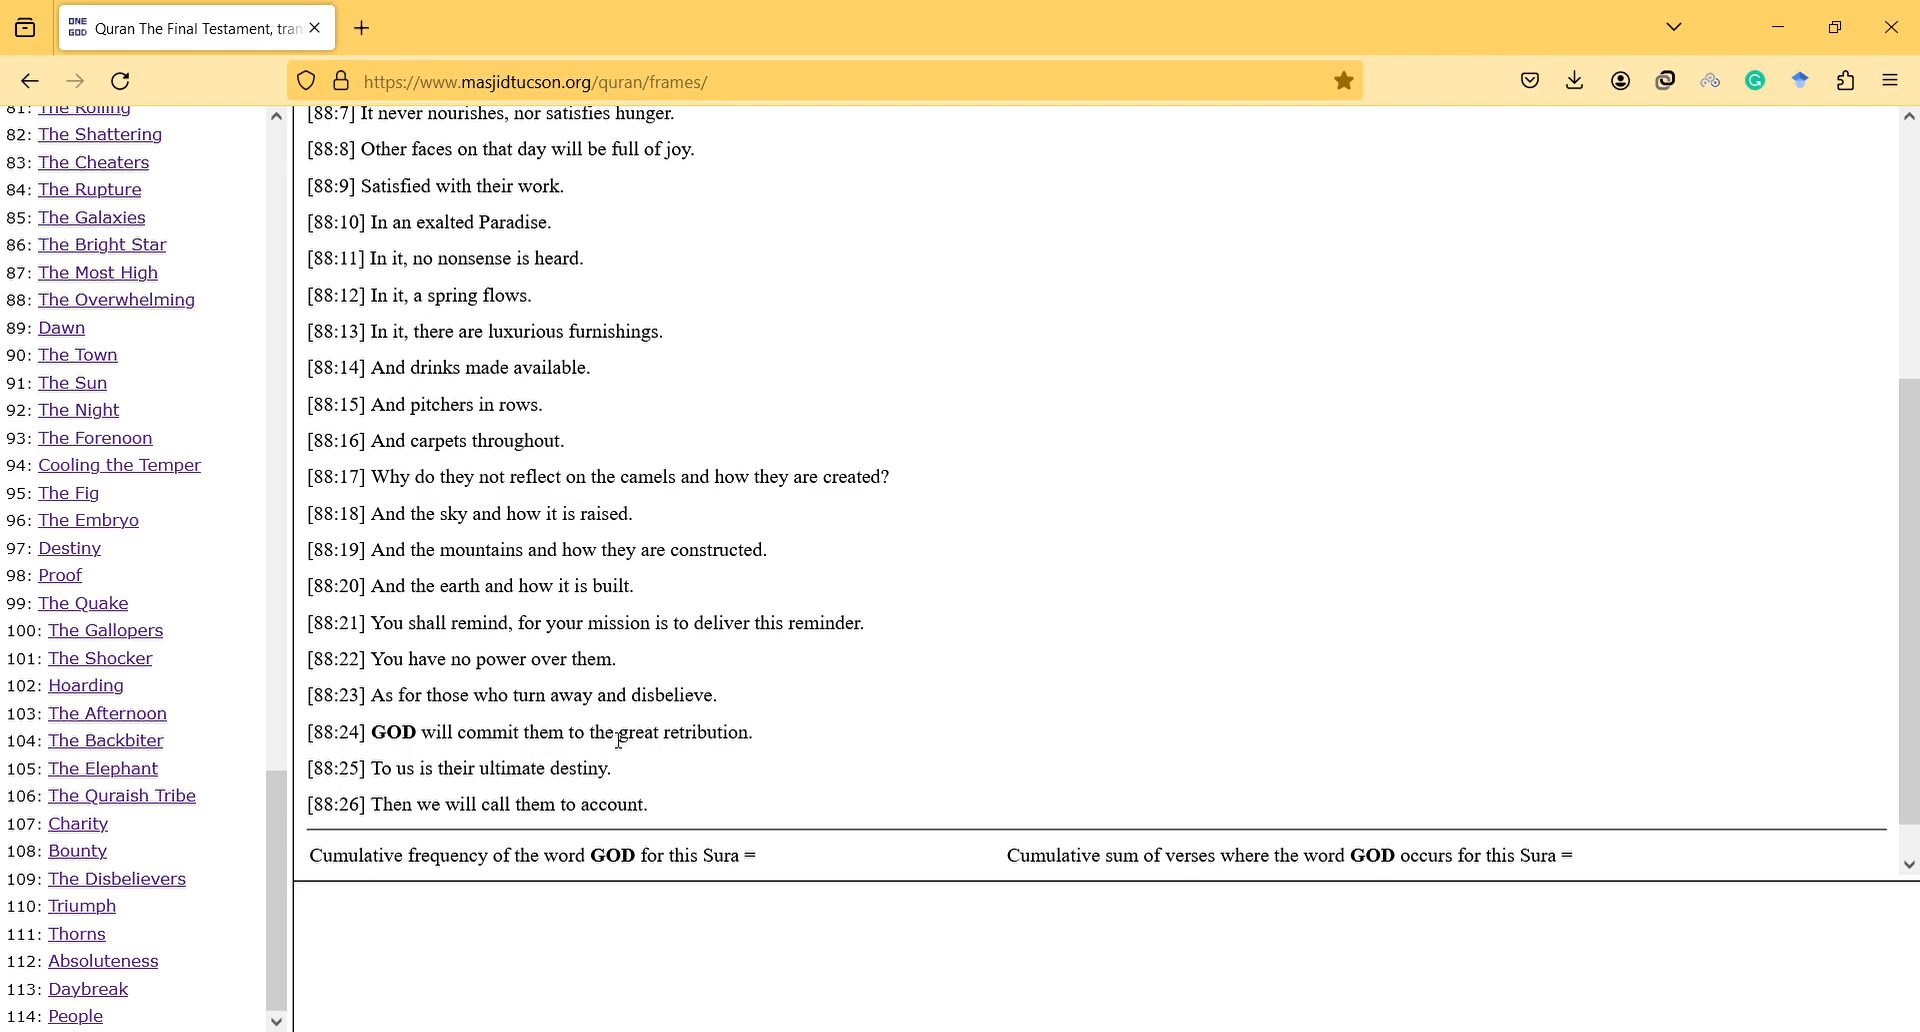 ONE
GOD
Quran The Final Testament, tran
https://www.masjidtucson.org/quran/frames/
81: The Rolling
82: The Shattering
83: The Cheaters
84: The Rupture
85: The Galaxies
86: The Bright Star
87: The Most High
88: The Overwhelming
89: Dawn
90: The Town
91: The Sun
92: The Night
93: The Forenoon
94: Cooling the Temper
95: The Fig
96: The Embryo
97: Destiny
98: Proof
99: The Quake
100: The Gallopers
101: The Shocker
102: Hoarding
103: The Afternoon
104: The Backbiter
105: The Elephant
106: The Quraish Tribe
107: Charity
108: Bounty
109: The Disbelievers
110: Triumph
111: Thorns
112: Absoluteness
113: Daybreak
114: People
[88:7] It never nourishes, nor satisfies hunger.
[88:8] Other faces on that day will be full of joy.
[88:9] Satisfied with their work.
[88:10] In an exalted Paradise.
[88:11] In it, no nonsense is heard.
[88:12] In it, a spring flows.
[88:13] In it, there are luxurious furnishings.
[88:14] And drinks made available.
[88:15] And pitchers in rows.
[88:16] And carpets throughout.
[88:17] Why do they not reflect on the camels and how they are created?
[88:18] And the sky and how it is raised.
[88:19] And the mountains and how they are constructed.
[88:20] And the earth and how it is built.
[88:21] You shall remind, for your mission is to deliver this reminder.
[88:22] You have no power over them.
[88:23] As for those who turn away and disbelieve.
[88:24] GOD will commit them to the great retribution.
[88:25] To us is their ultimate destiny.
[88:26] Then we will call them to account.
Cumulative frequency of the word GOD for this Sura =
Cumulative sum of verses where the word GOD occurs for this Sura =